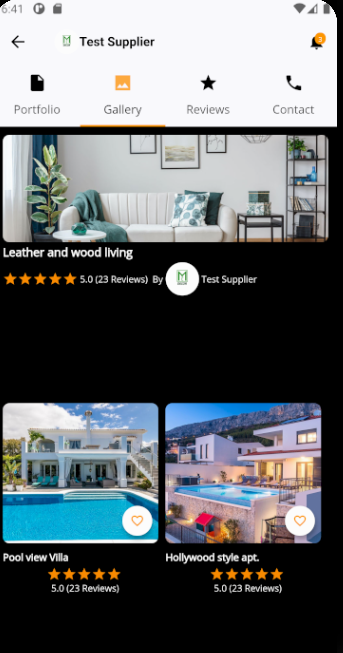 6:41
Test Supplier
3
Portfolio Gallery Reviews Contact
Leather and wood living
5.0 (23 Reviews) By Test Supplier
Pool view Villa Hollywood style apt.
5.0 (23 Reviews) 5.0 (23 Reviews)